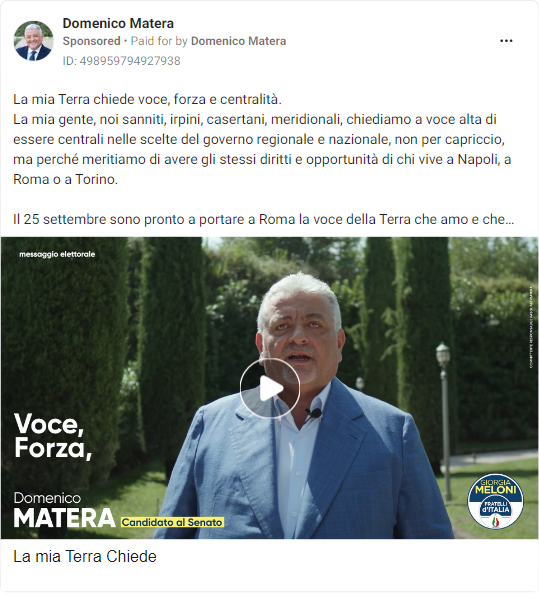 Domenico Matera
Sponsored • Paid for by Domenico Matera
ID: 498959794927938
La mia Terra chiede voce, forza e centralità.
La mia gente, noi sanniti, irpini, casertani, meridionali, chiediamo a voce alta di
essere centrali nelle scelte del governo regionale e nazionale, non per capriccio,
ma perché meritiamo di avere gli stessi diritti e opportunità di chi vive a Napoli, a
Roma o a Torino.
Il 25 settembre sono pronto a portare a Roma la voce della Terra che amo e che...
messaggio elettorale
Voce,
Forza,
Domenico
MATERA Candidato al Senato
GIORGIA
MELONI
FRATELLI
d'ITALIA
La mia Terra Chiede